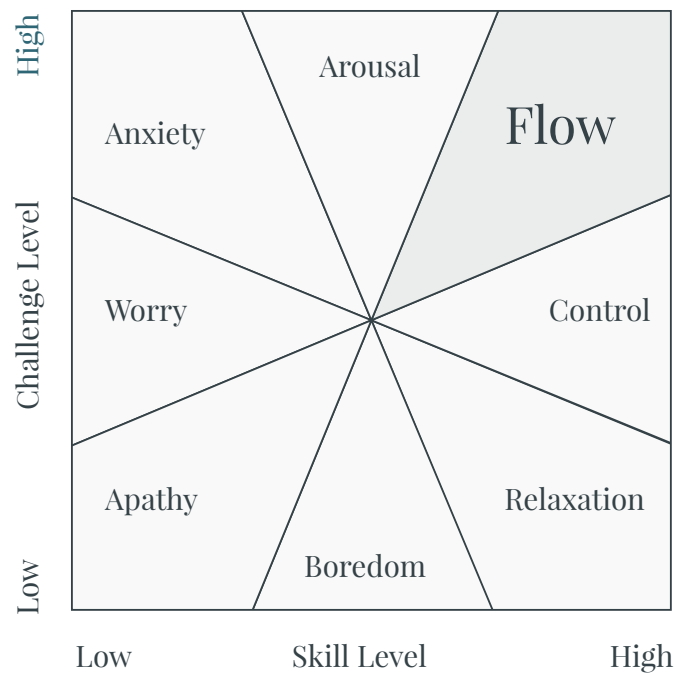 High
Arousal
Flow
Anxiety
Challenge Level
Worry
Control
Apathy
Relaxation
Boredom
Low
Low
Skill Level
High